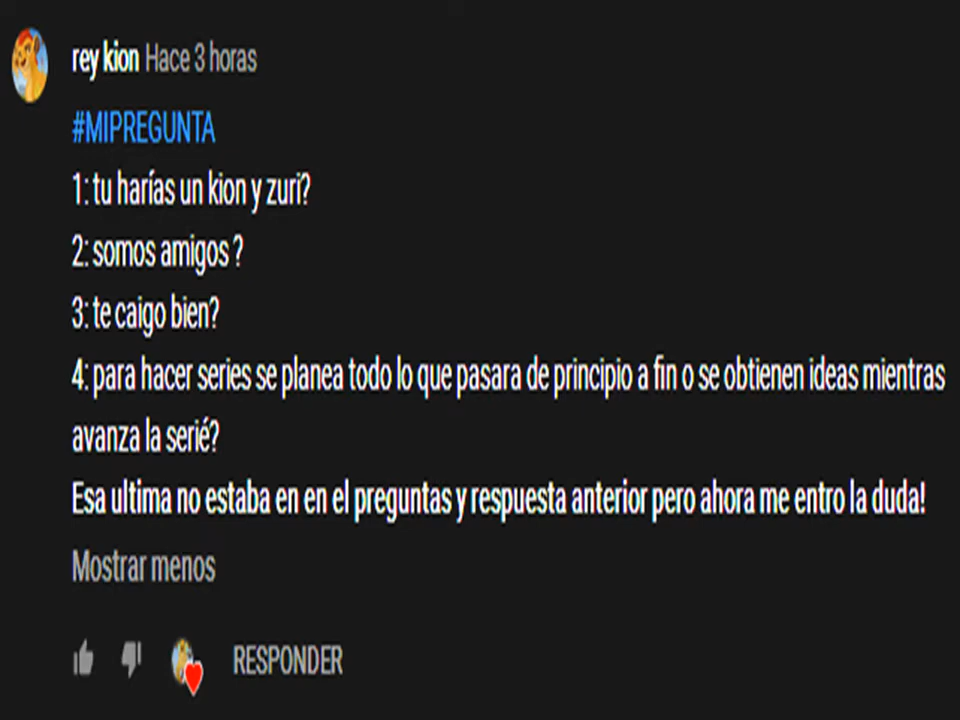 rey kion Hace 3 horas
#MIPREGUNTA
1: tu harías un kion y zuri?
2: somos amigos ?
3: te caigo bien?
4: para hacer series se planea todo lo que pasara de principio a fin o se obtienen ideas mientras
avanza la serié?
Esa ultima no estaba en en el preguntas y respuesta anterior pero ahora me entro la duda!
Mostrar menos
RESPONDER